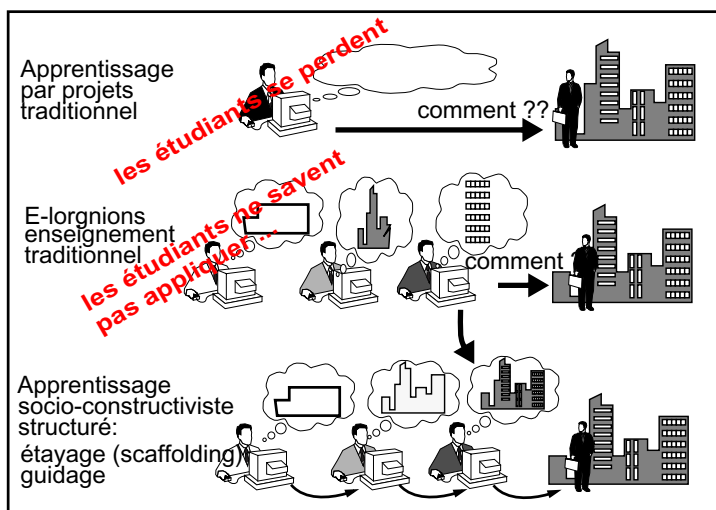 Apprentissage
par projets
traditionnel
les étudiants se perdent
comment ??
E-lorgnions
enseignement
traditionnel
les étudiants ne savent
pas appliquer ...
comment ?
Apprentissage
socio-constructiviste
structuré:
étayage (scaffolding)
guidage